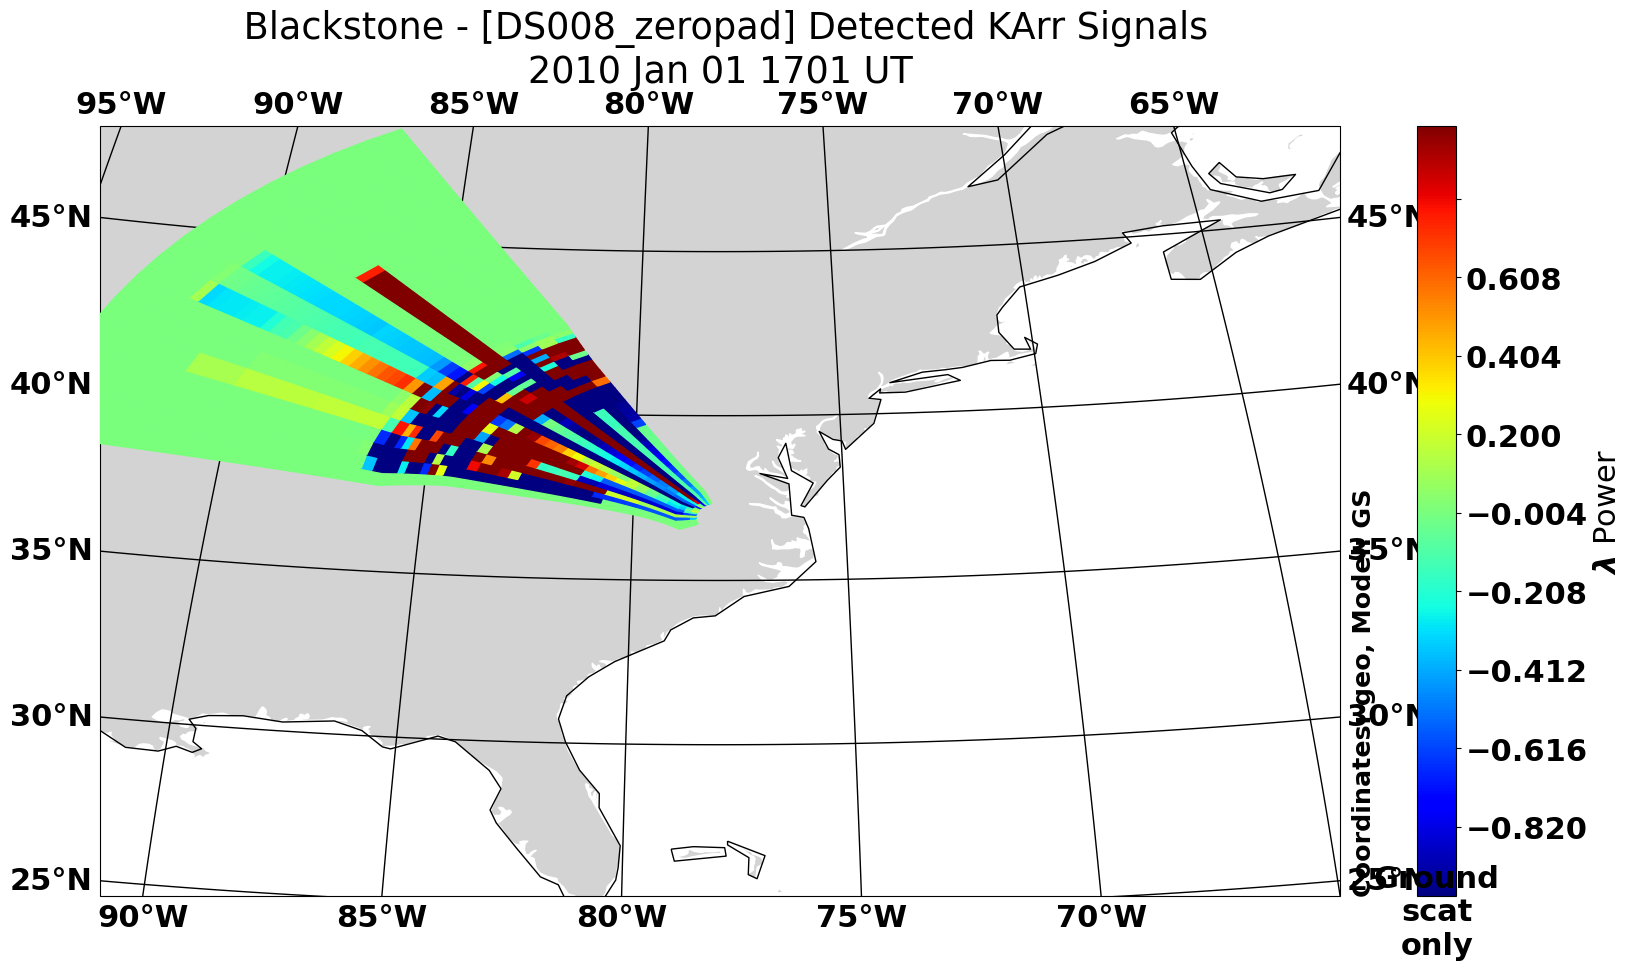 Blackstone - [DS008_zeropad] Detected KArr Signals
2010 Jan 01 1701 UT
95°W 90°W 85°W 80°W 75°W 70°W 65°W
45°N 45°N
40°N 40°N
35°N 35°N
30°N 30°N
25°N 25°N
90°W 85°W 80°W 75°W 70°W
Coordinates: geo, Model: GS
0.608
0.404
0.200
−0.004
−0.208
−0.412
−0.616
−0.820
λ Power
Ground
scat
only